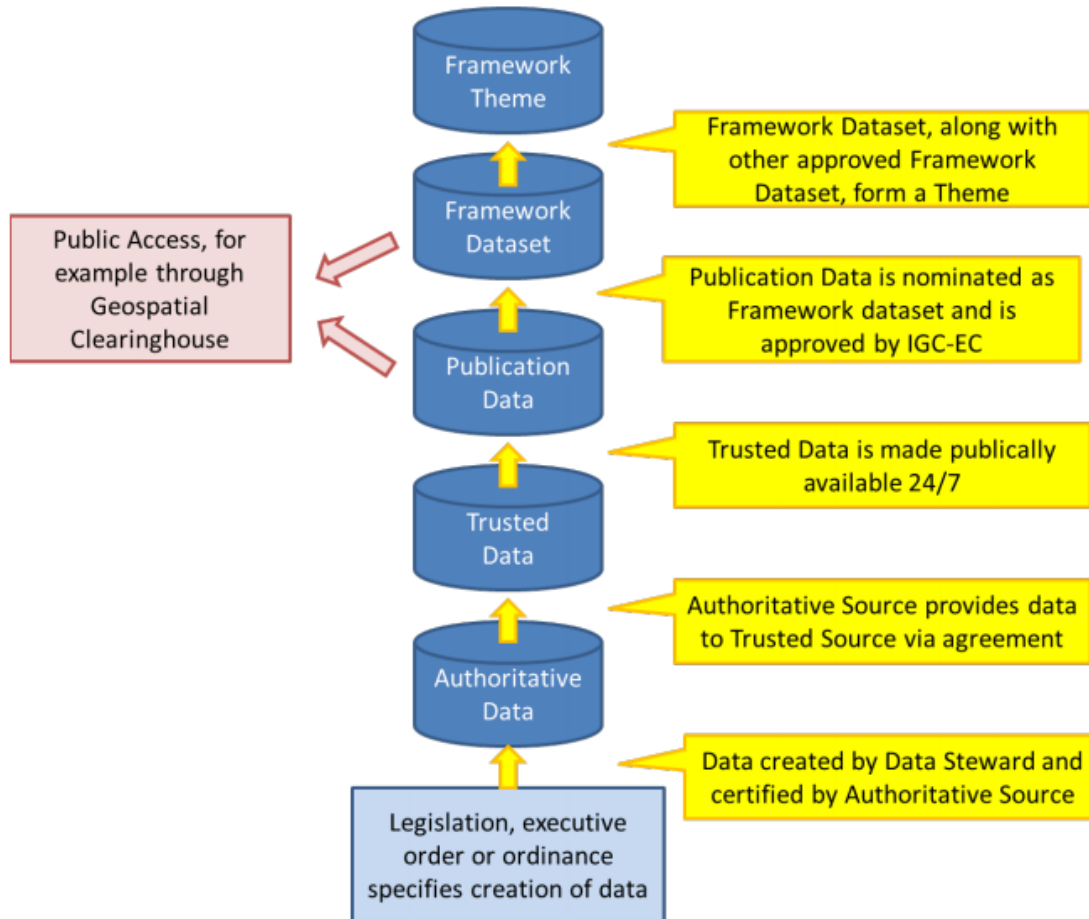 Framework
Theme
Framework Dataset, along with
other approved Framework
Dataset, form a Theme
Framework
Dataset
Public Access, for
example through
Geospatial
Clearinghouse
Publication Data is nominated as
Framework dataset and is
approved by IGC-EC
Publication
Data
Trusted Data is made publically
available 24/7
Trusted
Data
Authoritative Source provides data
to Trusted Source via agreement
Authoritative
Data
Data created by Data Steward and
certified by Authoritative Source
Legislation, executive
order or ordinance
specifies creation of data